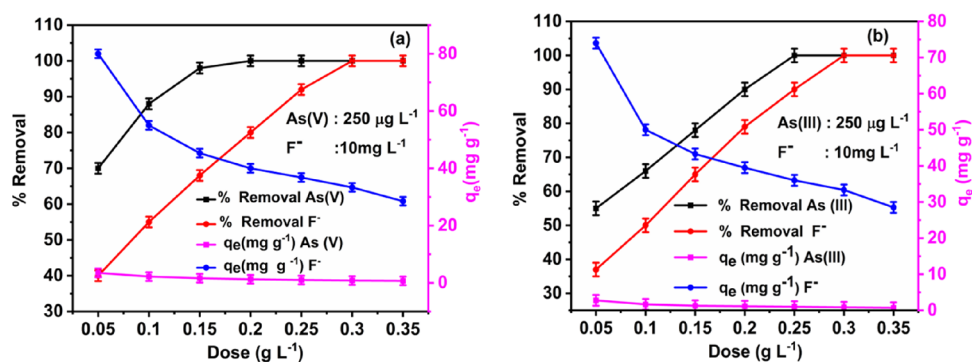 (a)
% Removal
110
100
90
80
70
60
50
40
30
As(V) : 250 µg L⁻¹
F⁻ :10mg L⁻¹
% Removal As(V)
% Removal F⁻
qₑ(mg g⁻¹) As (V)
qₑ(mg g⁻¹) F⁻
80
60
40
20
0
qₑ(mg g⁻¹)
0.05 0.1 0.15 0.2 0.25 0.3 0.35
Dose (g L⁻¹)
(b)
% Removal
110
100
90
80
70
60
50
40
30
As(III) : 250 µg L⁻¹
F⁻ : 10mg L⁻¹
% Removal As (III)
% Removal F⁻
qₑ (mg g⁻¹) As(III)
qₑ (mg g⁻¹) F⁻
80
70
60
50
40
30
20
10
0
qₑ(mg g⁻¹)
0.05 0.1 0.15 0.2 0.25 0.3 0.35
Dose (g L⁻¹)